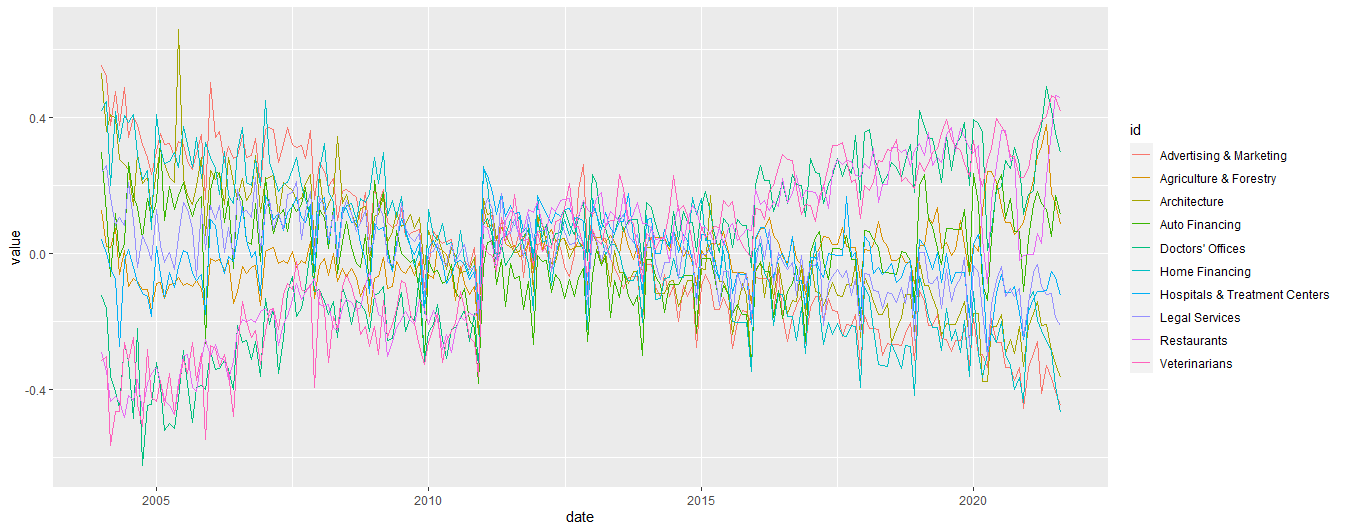 value
0.4
0.0
-0.4
2005
2010
2015
2020
date
id
Advertising & Marketing
Agriculture & Forestry
Architecture
Auto Financing
Doctors' Offices
Home Financing
Hospitals & Treatment Centers
Legal Services
Restaurants
Veterinarians